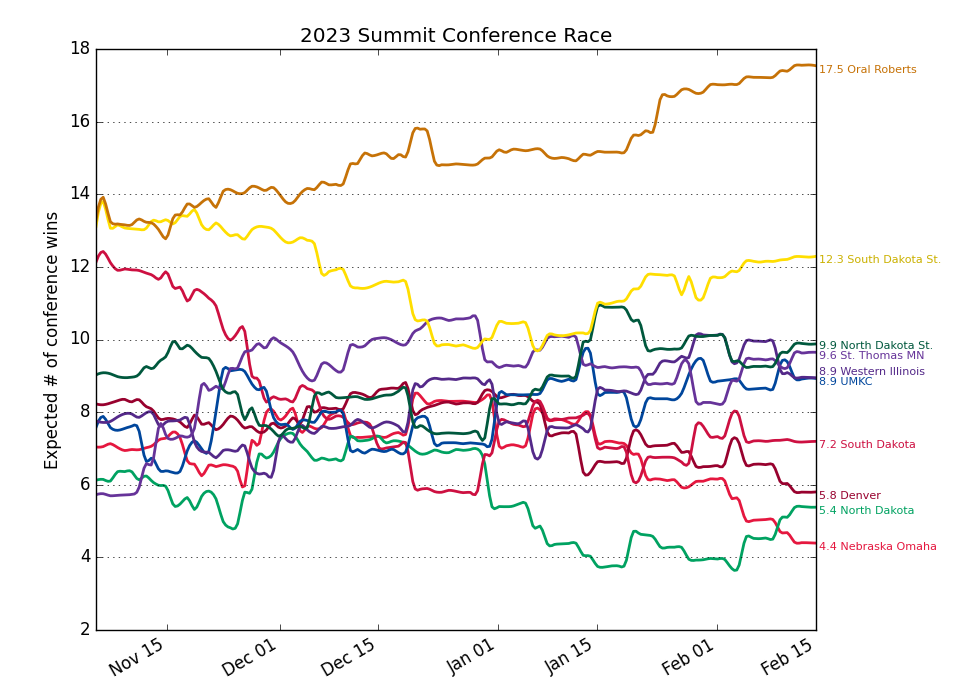 2023 Summit Conference Race
Expected # of conference wins
18
16
14
12
10
8
6
4
2
Nov 15
Dec 01
Dec 15
Jan 01
Jan 15
Feb 01
Feb 15
17.5 Oral Roberts
12.3 South Dakota St.
9.9 North Dakota St.
9.6 St. Thomas MN
8.9 Western Illinois
8.9 UMKC
7.2 South Dakota
5.8 Denver
5.4 North Dakota
4.4 Nebraska Omaha